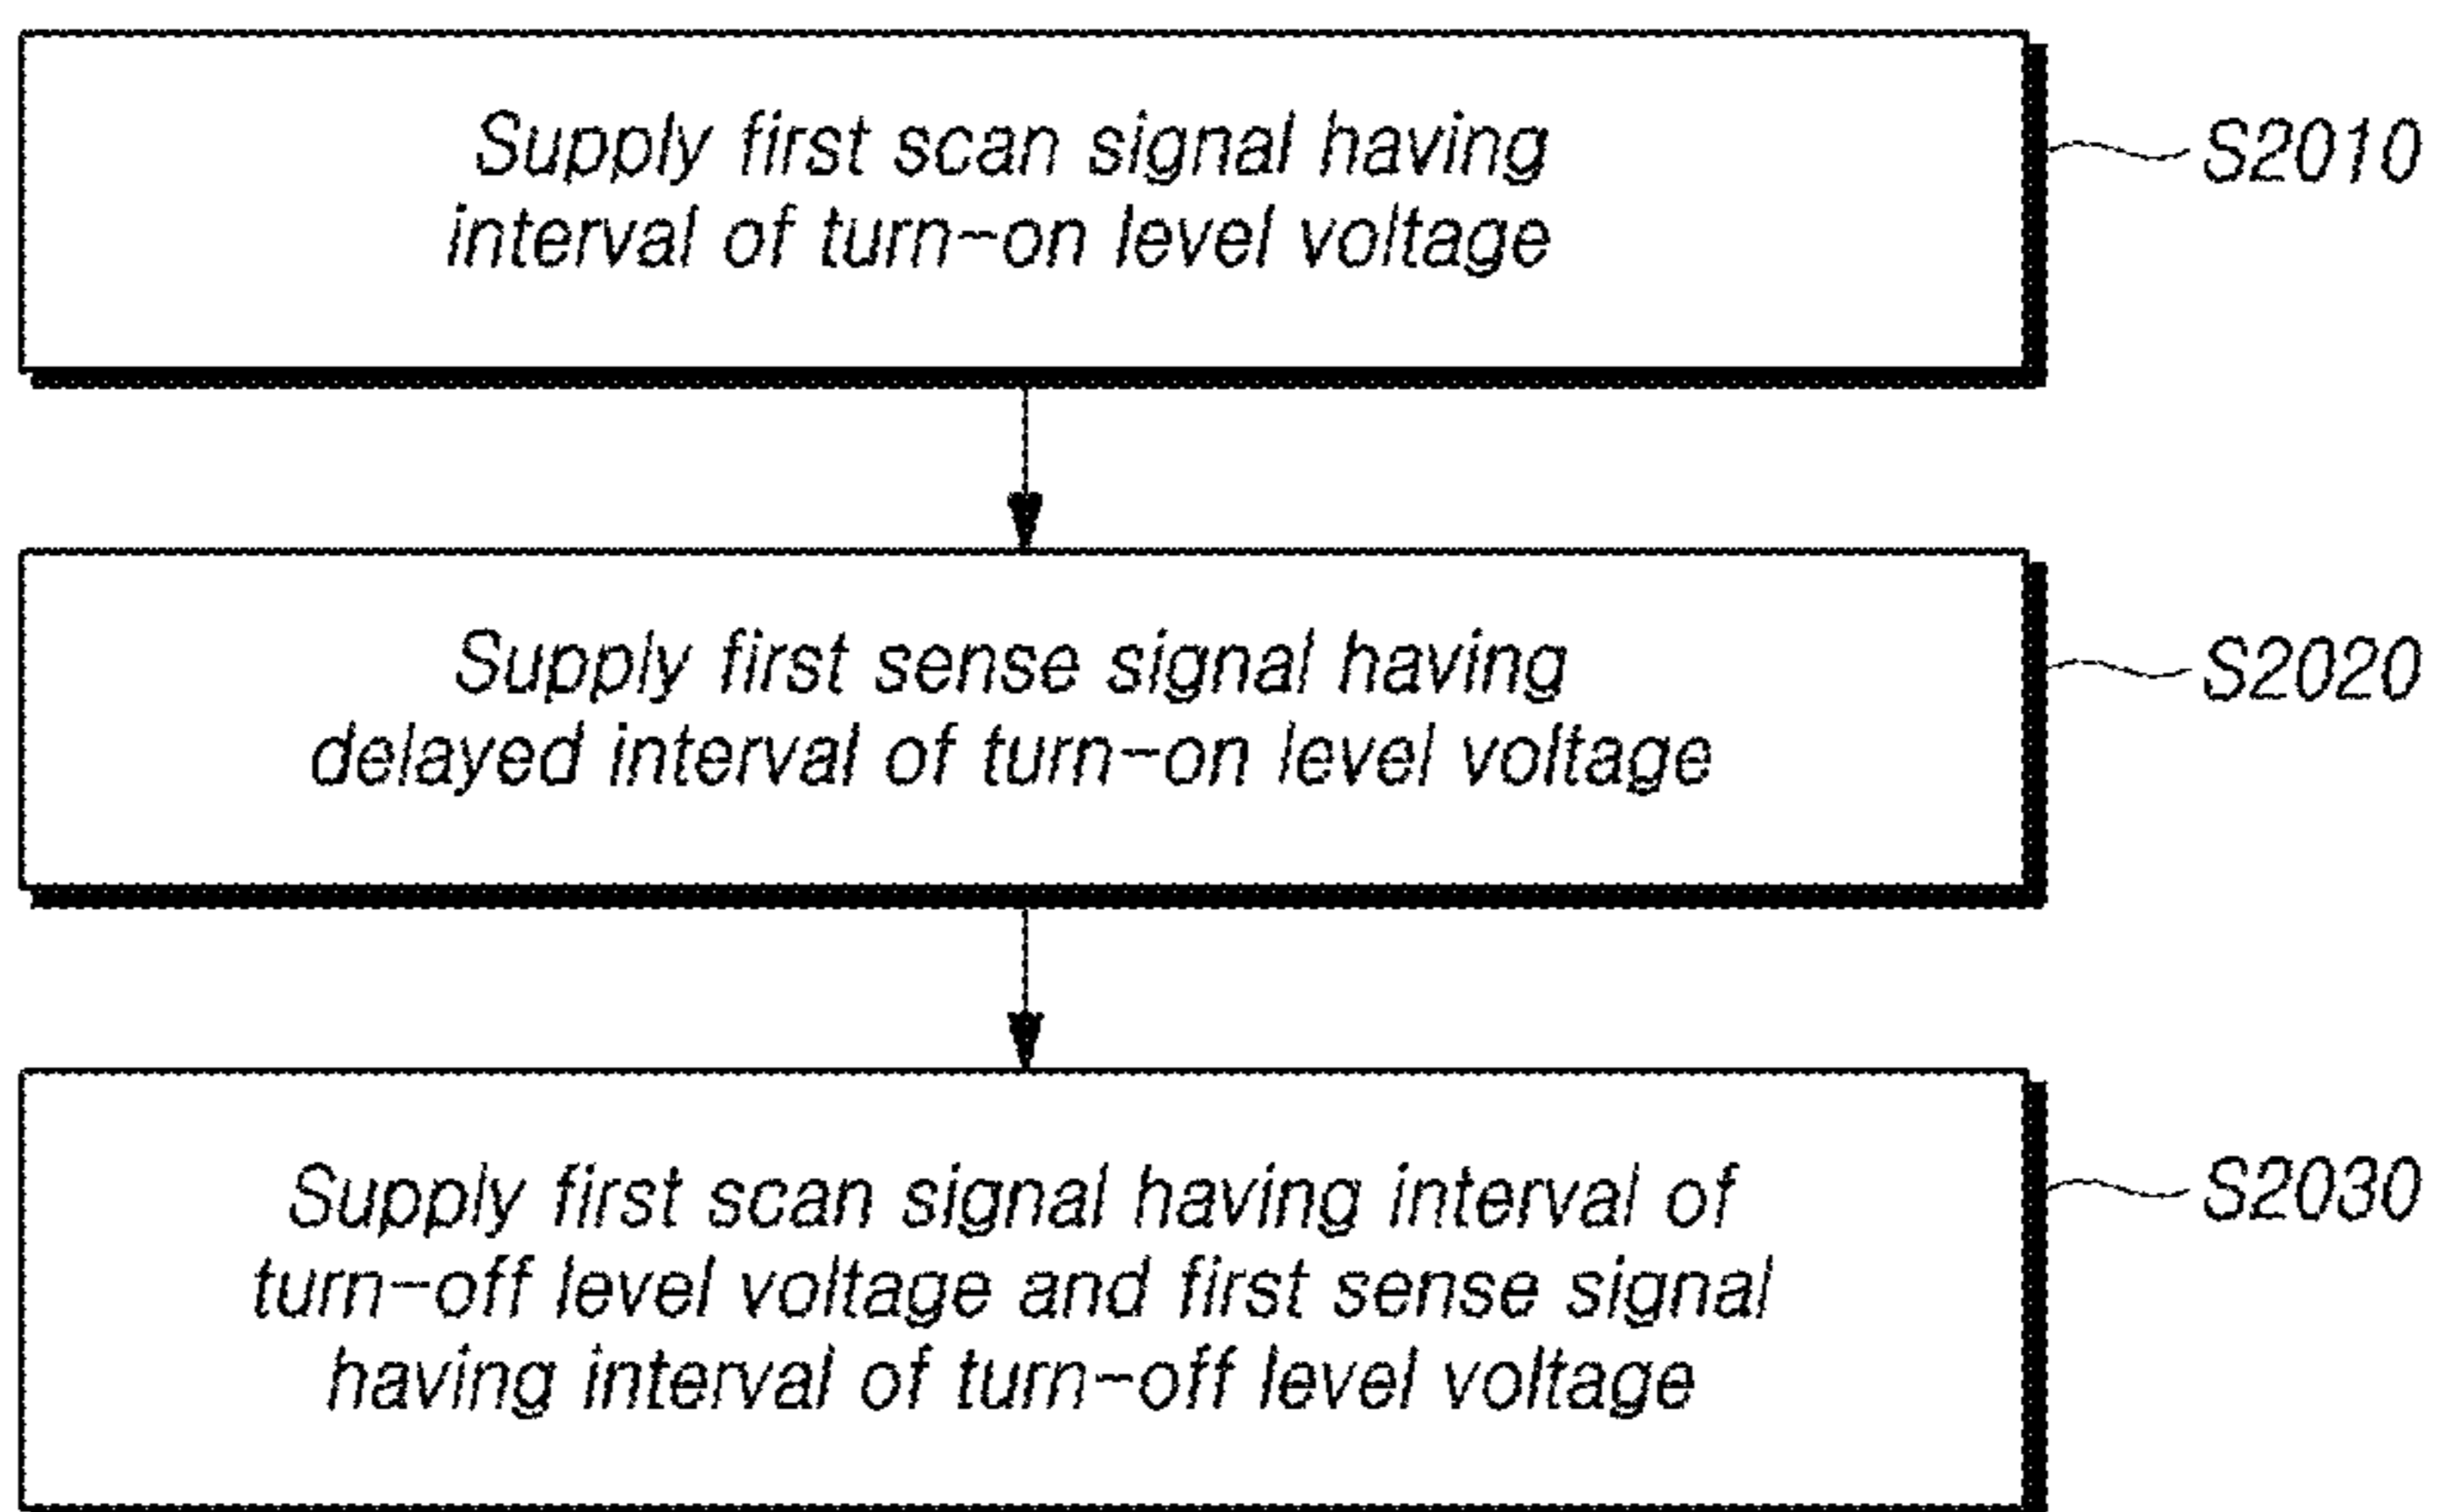 Supply first scan signal having
interval of turn-on level voltage
S2010
Supply first sense signal having
delayed interval of turn-on level voltage
S2020
Supply first scan signal having interval of
turn-off level voltage and first sense signal
having interval of turn-off level voltage
S2030